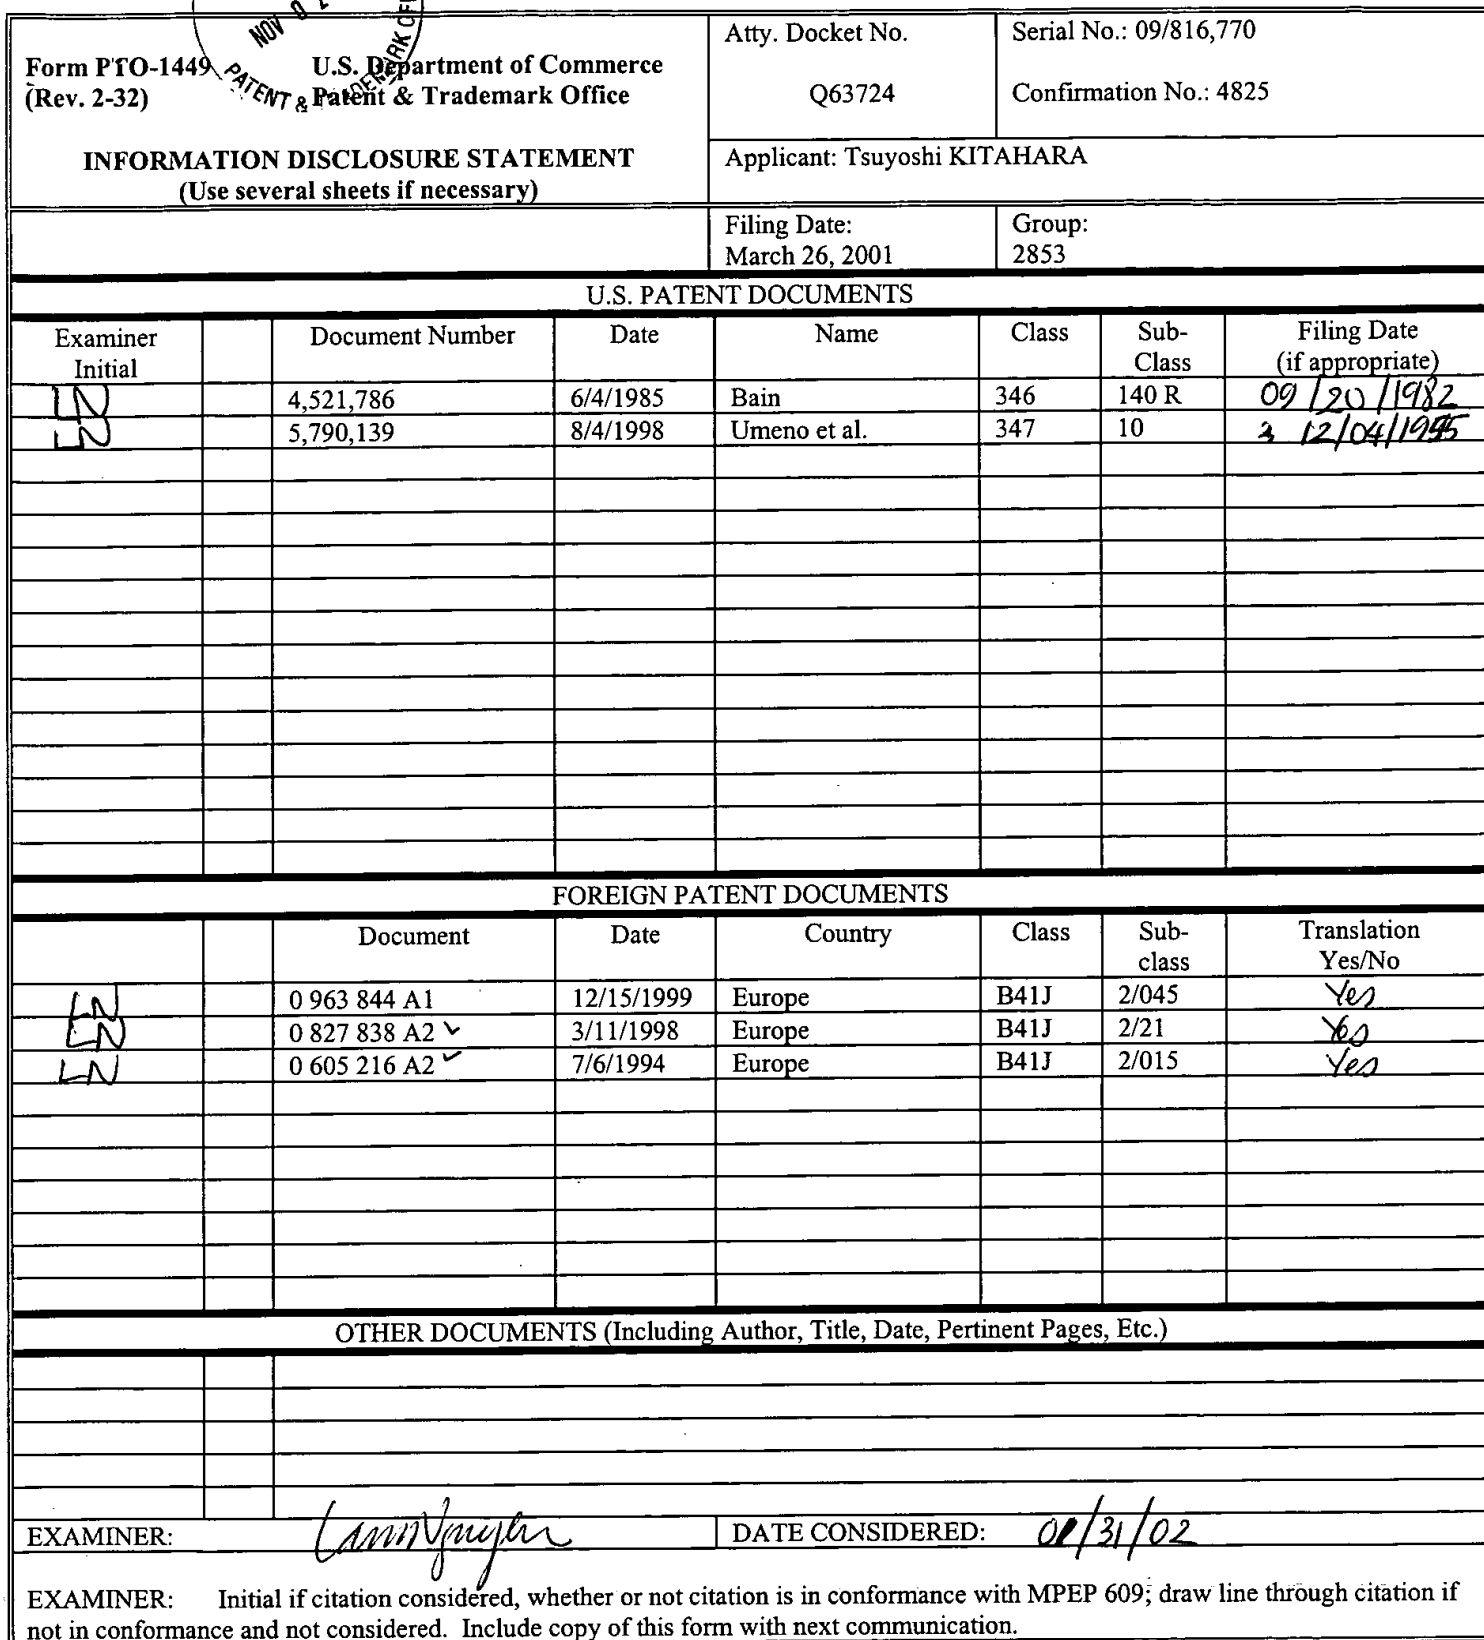 NOV 0 2
PATENT & TRADEMARK OFF
Form PTO-1449
(Rev. 2-32)
U.S. Department of Commerce
Patent & Trademark Office
INFORMATION DISCLOSURE STATEMENT
(Use several sheets if necessary)
Atty. Docket No.
Q63724
Serial No.: 09/816,770
Confirmation No.: 4825
Applicant: Tsuyoshi KITAHARA
Filing Date:
March 26, 2001
Group:
2853
U.S. PATENT DOCUMENTS
Examiner Initial Document Number Date Name Class Sub-Class Filing Date (if appropriate)
LN 4,521,786 6/4/1985 Bain 346 140 R 09/20/1982
LN 5,790,139 8/4/1998 Umeno et al. 347 10 12/04/1995
FOREIGN PATENT DOCUMENTS
Document Date Country Class Sub-class Translation Yes/No
LN 0 963 844 A1 12/15/1999 Europe B41J 2/045 Yes
LN 0 827 838 A2 ✓ 3/11/1998 Europe B41J 2/21 Yes
LN 0 605 216 A2 ✓ 7/6/1994 Europe B41J 2/015 Yes
OTHER DOCUMENTS (Including Author, Title, Date, Pertinent Pages, Etc.)
EXAMINER: DATE CONSIDERED: /31/02
EXAMINER: Initial if citation considered, whether or not citation is in conformance with MPEP 609; draw line through citation if
not in conformance and not considered. Include copy of this form with next communication.